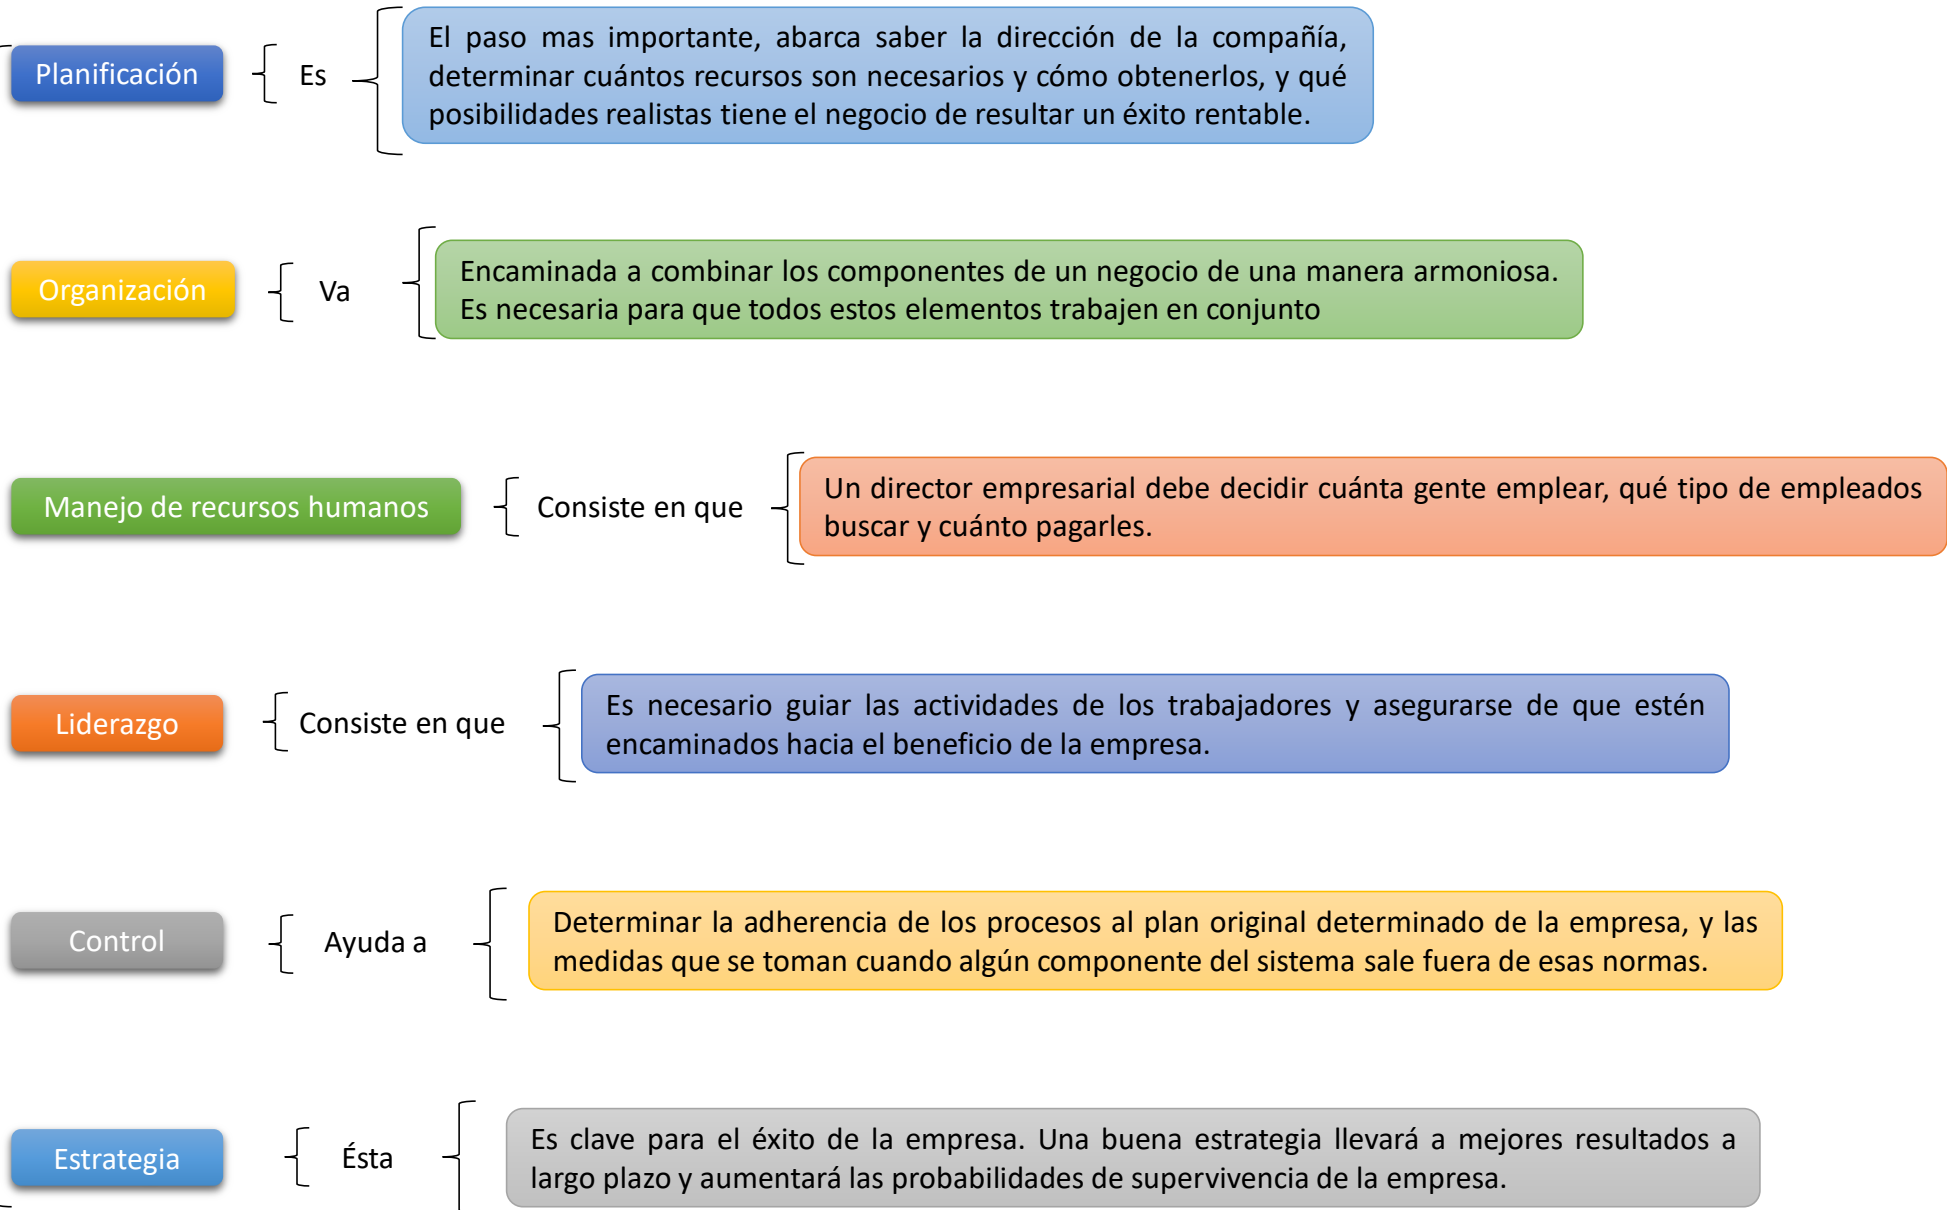 Planificación
Es
El paso mas importante, abarca saber la dirección de la compañía,
determinar cuántos recursos son necesarios y cómo obtenerlos, y qué
posibilidades realistas tiene el negocio de resultar un éxito rentable.
Organización
Va
Encaminada a combinar los componentes de un negocio de una manera armoniosa.
Es necesaria para que todos estos elementos trabajen en conjunto
Manejo de recursos humanos
Consiste en que
Un director empresarial debe decidir cuánta gente emplear, qué tipo de empleados
buscar y cuánto pagarles.
Liderazgo
Consiste en que
Es necesario guiar las actividades de los trabajadores y asegurarse de que estén
encaminados hacia el beneficio de la empresa.
Control
Ayuda a
Determinar la adherencia de los procesos al plan original determinado de la empresa, y las
medidas que se toman cuando algún componente del sistema sale fuera de esas normas.
Estrategia
Ésta
Es clave para el éxito de la empresa. Una buena estrategia llevará a mejores resultados a
largo plazo y aumentará las probabilidades de supervivencia de la empresa.